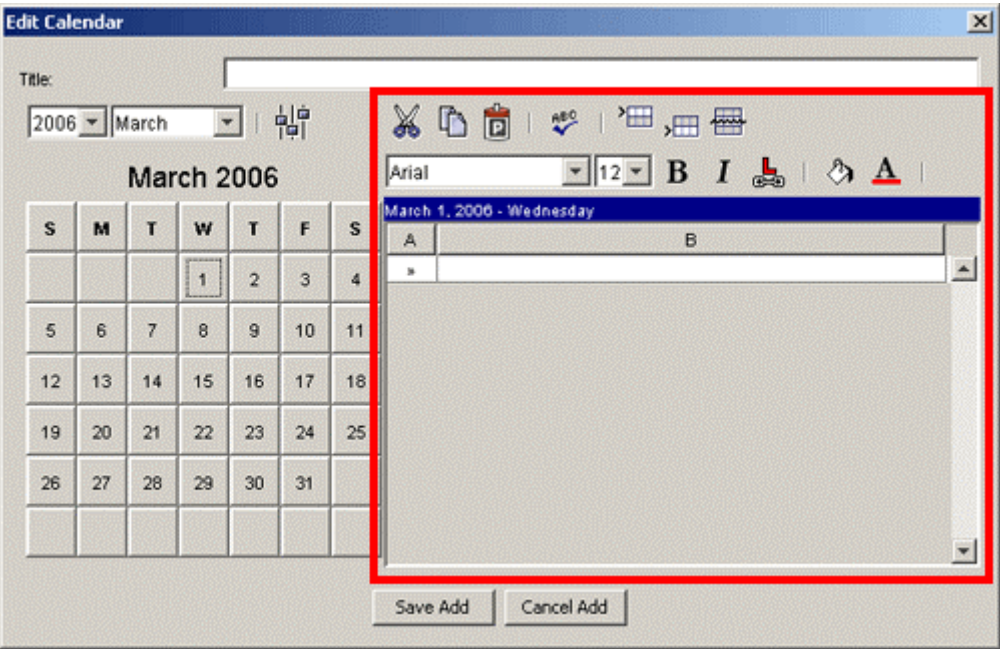 Edit Calendar
Title:
2006 March
ABC
Arial 12 B I A
March 2006
S M T W T F S
1 2 3 4
5 6 7 8 9 10 11
12 13 14 15 16 17 18
19 20 21 22 23 24 25
26 27 28 29 30 31
March 1, 2006 - Wednesday
A B
»
Save Add Cancel Add